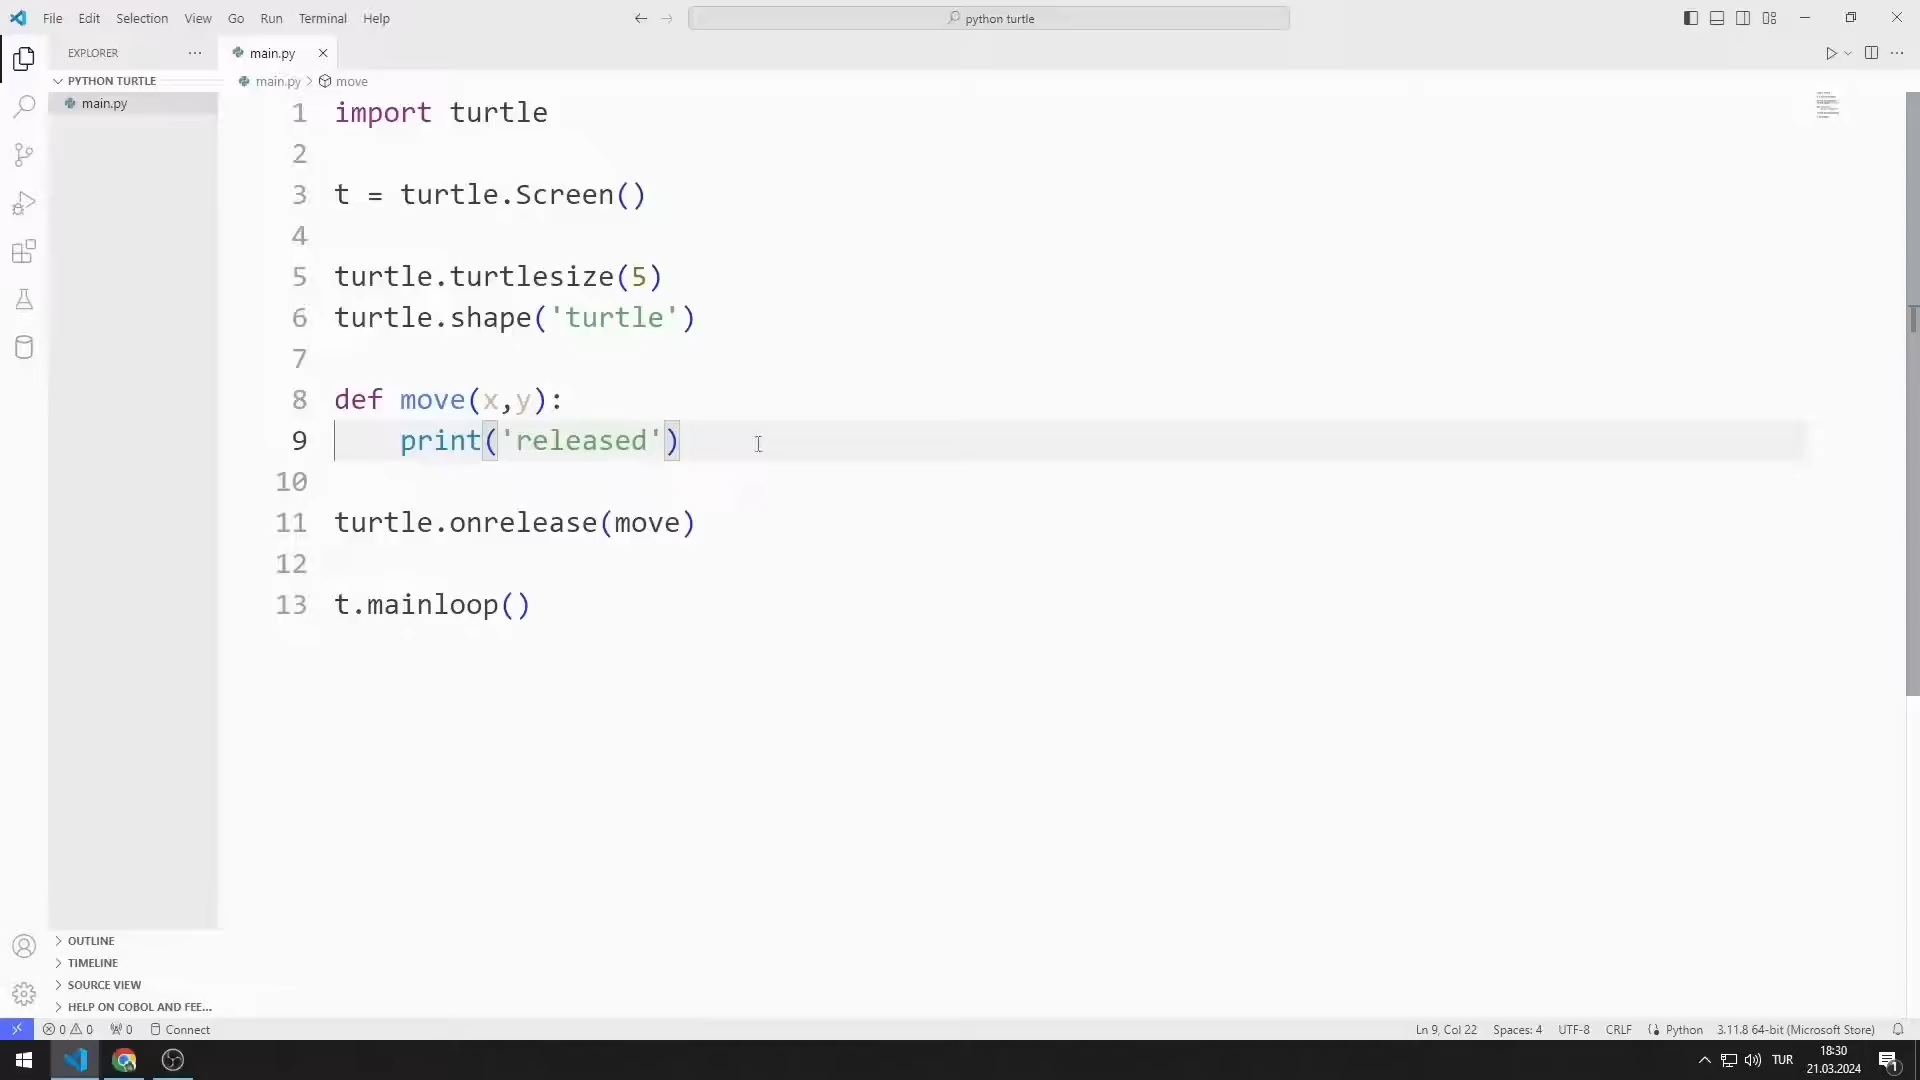 File Edit Selection View Go Run Terminal Help
python turtle
EXPLORER
main.py
PYTHON TURTLE
main.py > move
main.py
1 import turtle
2
3 t = turtle.Screen()
4
5 turtle.turtlesize(5)
6 turtle.shape('turtle')
7
8 def move(x,y):
9 print('released')
10
11 turtle.onrelease(move)
12
13 t.mainloop()
OUTLINE
TIMELINE
SOURCE VIEW
HELP ON COBOL AND FEE...
0 0 0 Connect
Ln 9, Col 22 Spaces: 4 UTF-8 CRLF Python 3.11.8 64-bit (Microsoft Store)
TUR
18:30
21.03.2024
1